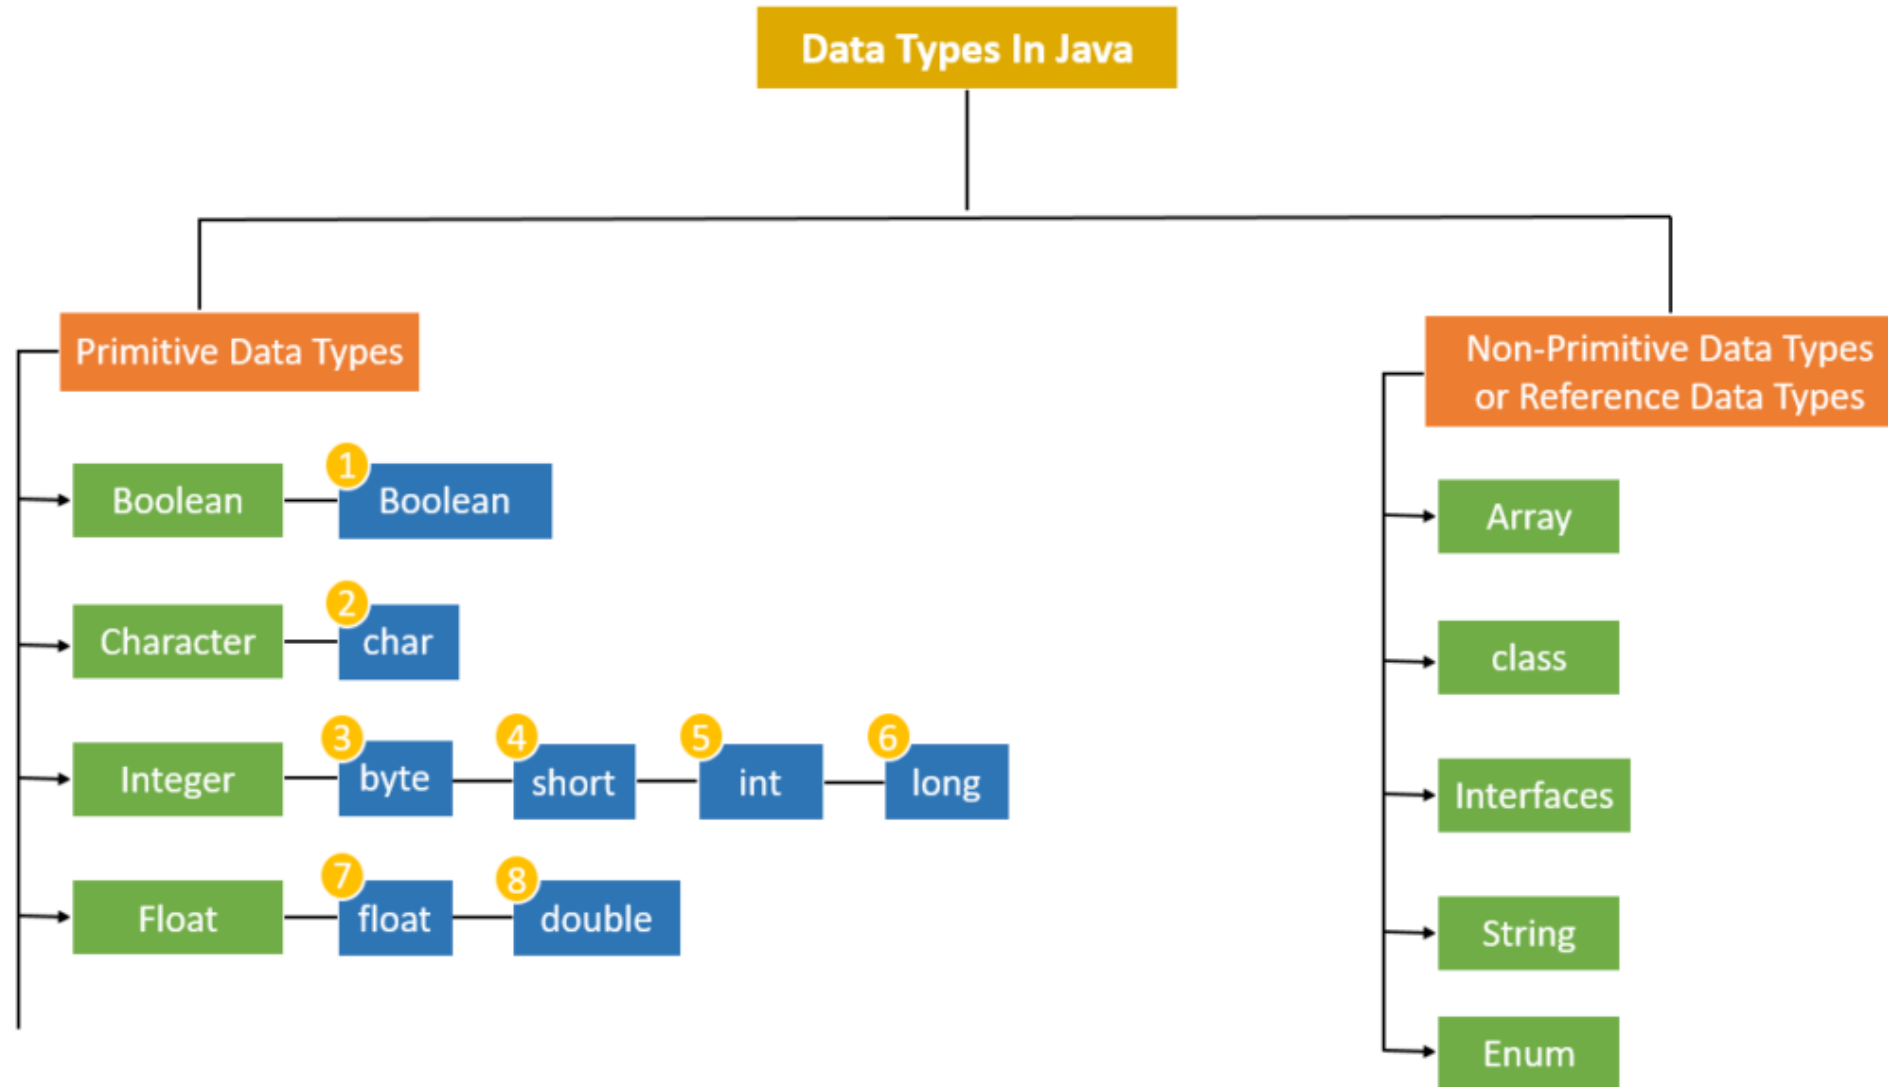 Data Types In Java
Primitive Data Types
Boolean
1
Boolean
Character
2
char
Integer
3
byte
4
short
5
int
6
long
Float
7
float
8
double
Non-Primitive Data Types
or Reference Data Types
Array
class
Interfaces
String
Enum